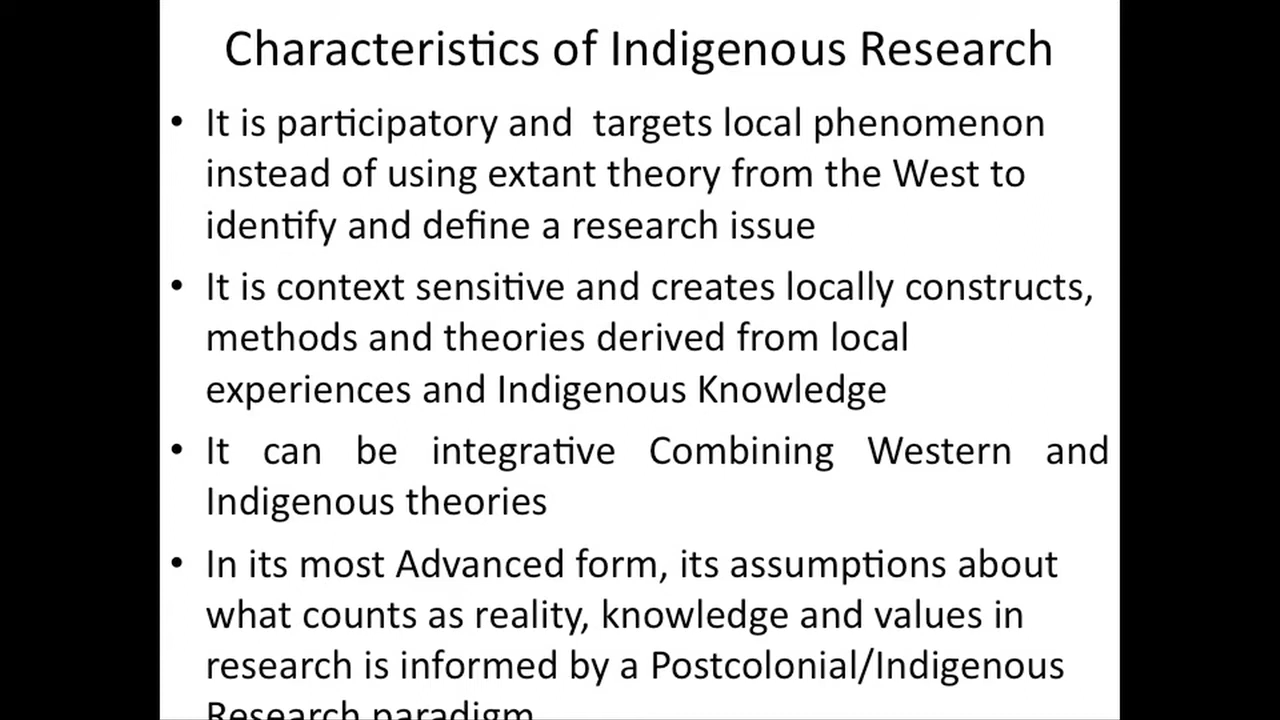 Characteristics of Indigenous Research
• It is participatory and targets local phenomenon
instead of using extant theory from the West to
identify and define a research issue
• It is context sensitive and creates locally constructs,
methods and theories derived from local
experiences and Indigenous Knowledge
• It can be integrative Combining Western and
Indigenous theories
• In its most Advanced form, its assumptions about
what counts as reality, knowledge and values in
research is informed by a Postcolonial/Indigenous
Research paradigm